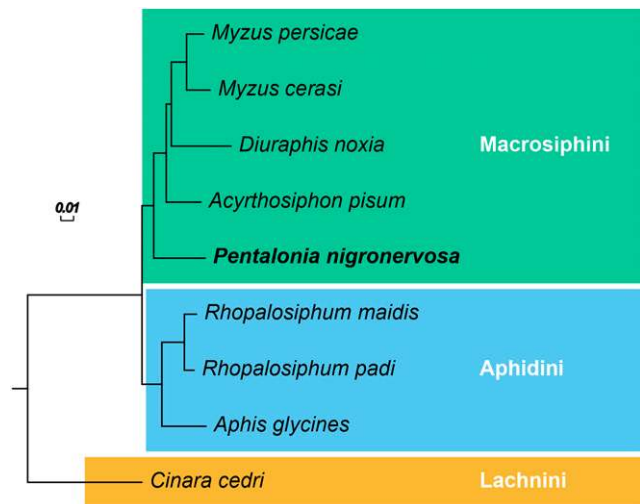 Myzus persicae
Myzus cerasi
Diuraphis noxia
Macrosiphini
0.01
Acyrthosiphon pisum
Pentalonia nigronervosa
Rhopalosiphum maidis
Rhopalosiphum padi
Aphidini
Aphis glycines
Cinara cedri
Lachnini